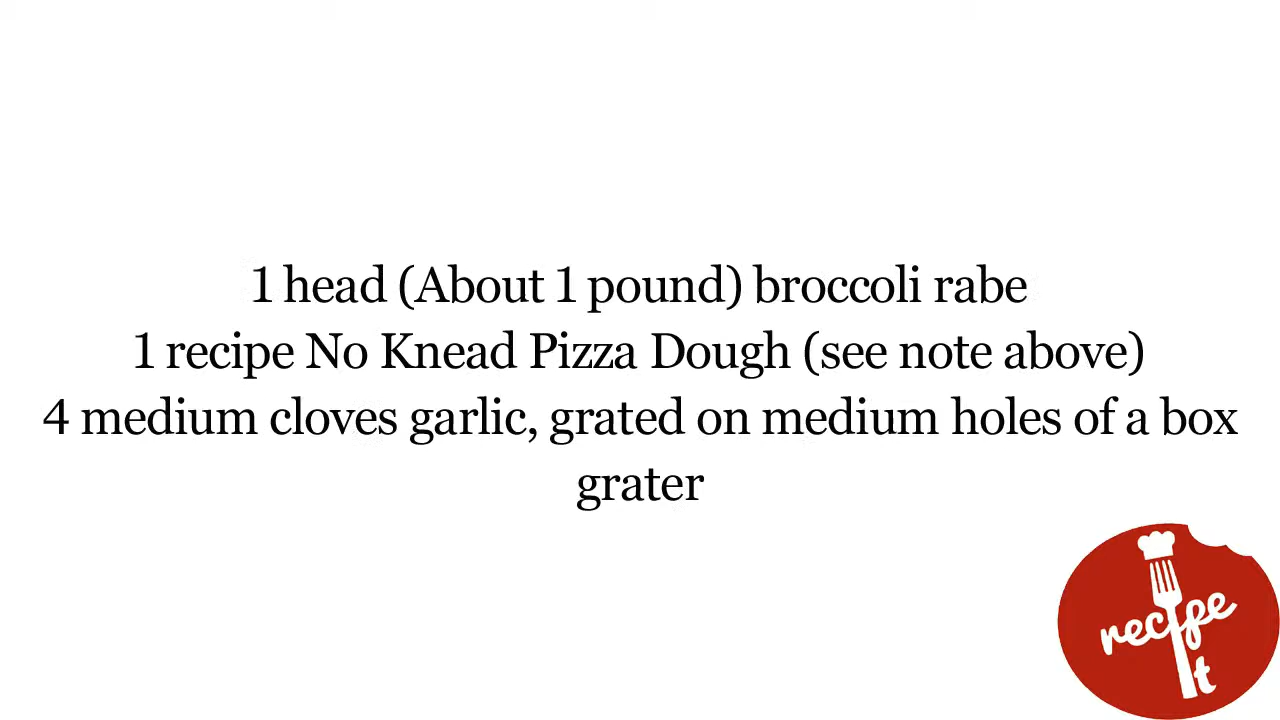 1 head (About 1 pound) broccoli rabe
1 recipe No Knead Pizza Dough (see note above)
4 medium cloves garlic, grated on medium holes of a box
grater
recipe
It